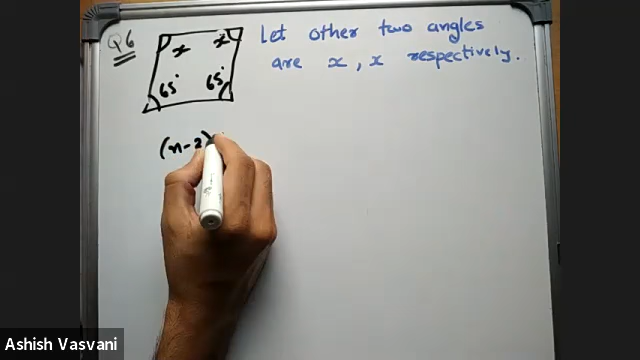 Q6
x x
65° 65°
Let other two angles
are x, x respectively.
(n-2)
Ashish Vasvani